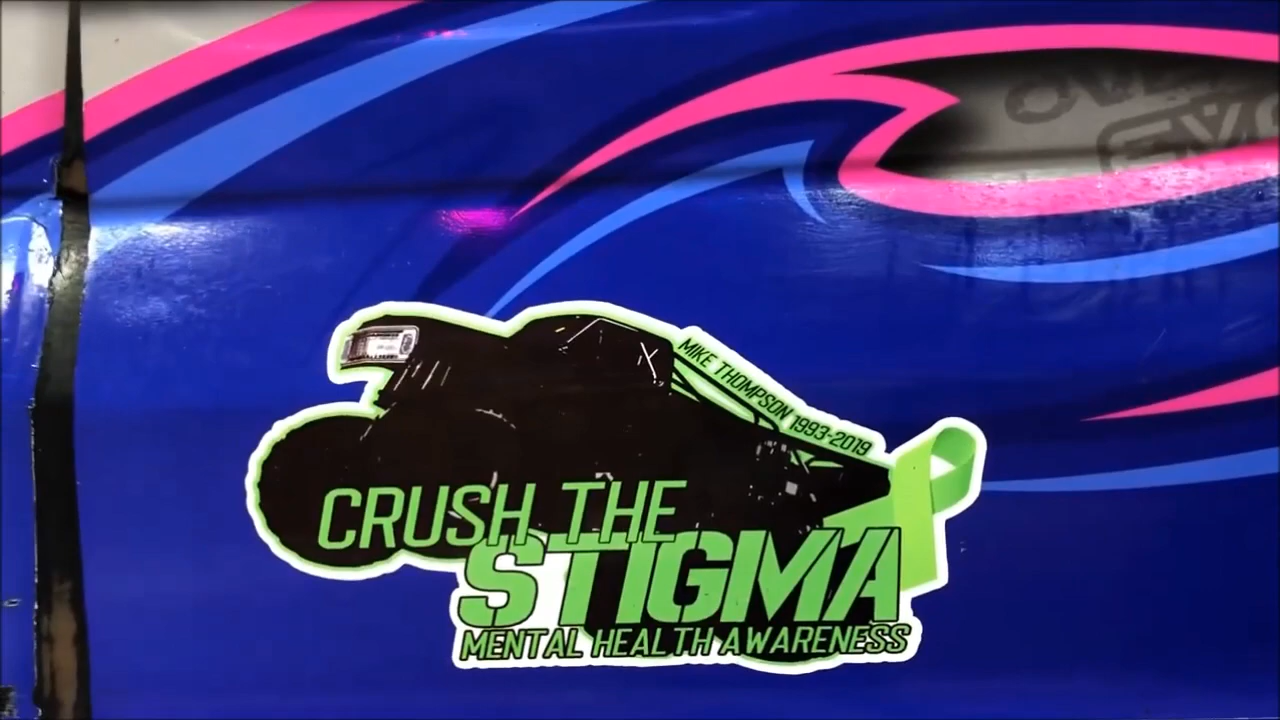 MIKE THOMPSON 1993-2019
CRUSH THE
STIGMA
MENTAL HEALTH AWARENESS